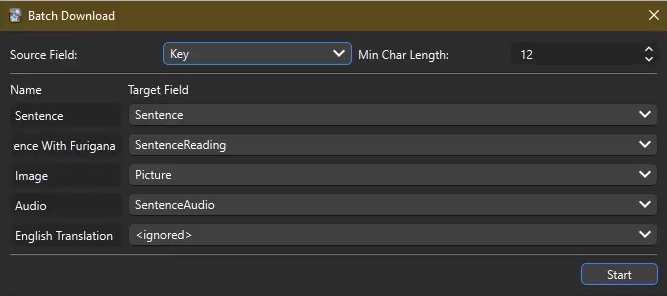 Batch Download
Source Field: Key Min Char Length: 12
Name Target Field
Sentence Sentence
ence With Furigana SentenceReading
Image Picture
Audio SentenceAudio
English Translation <ignored>
Start